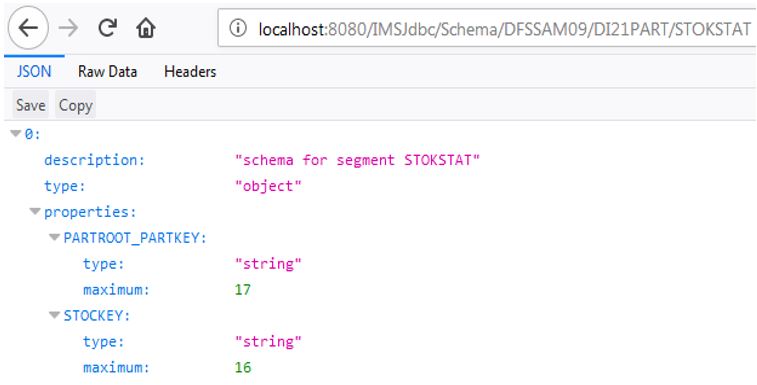 localhost:8080/IMSJdbc/Schema/DFSSAM09/DI21PART/STOKSTAT
JSON Raw Data Headers
Save Copy
0:
description: "schema for segment STOKSTAT"
type: "object"
properties:
PARTROOT_PARTKEY:
type: "string"
maximum: 17
STOCKEY:
type: "string"
maximum: 16